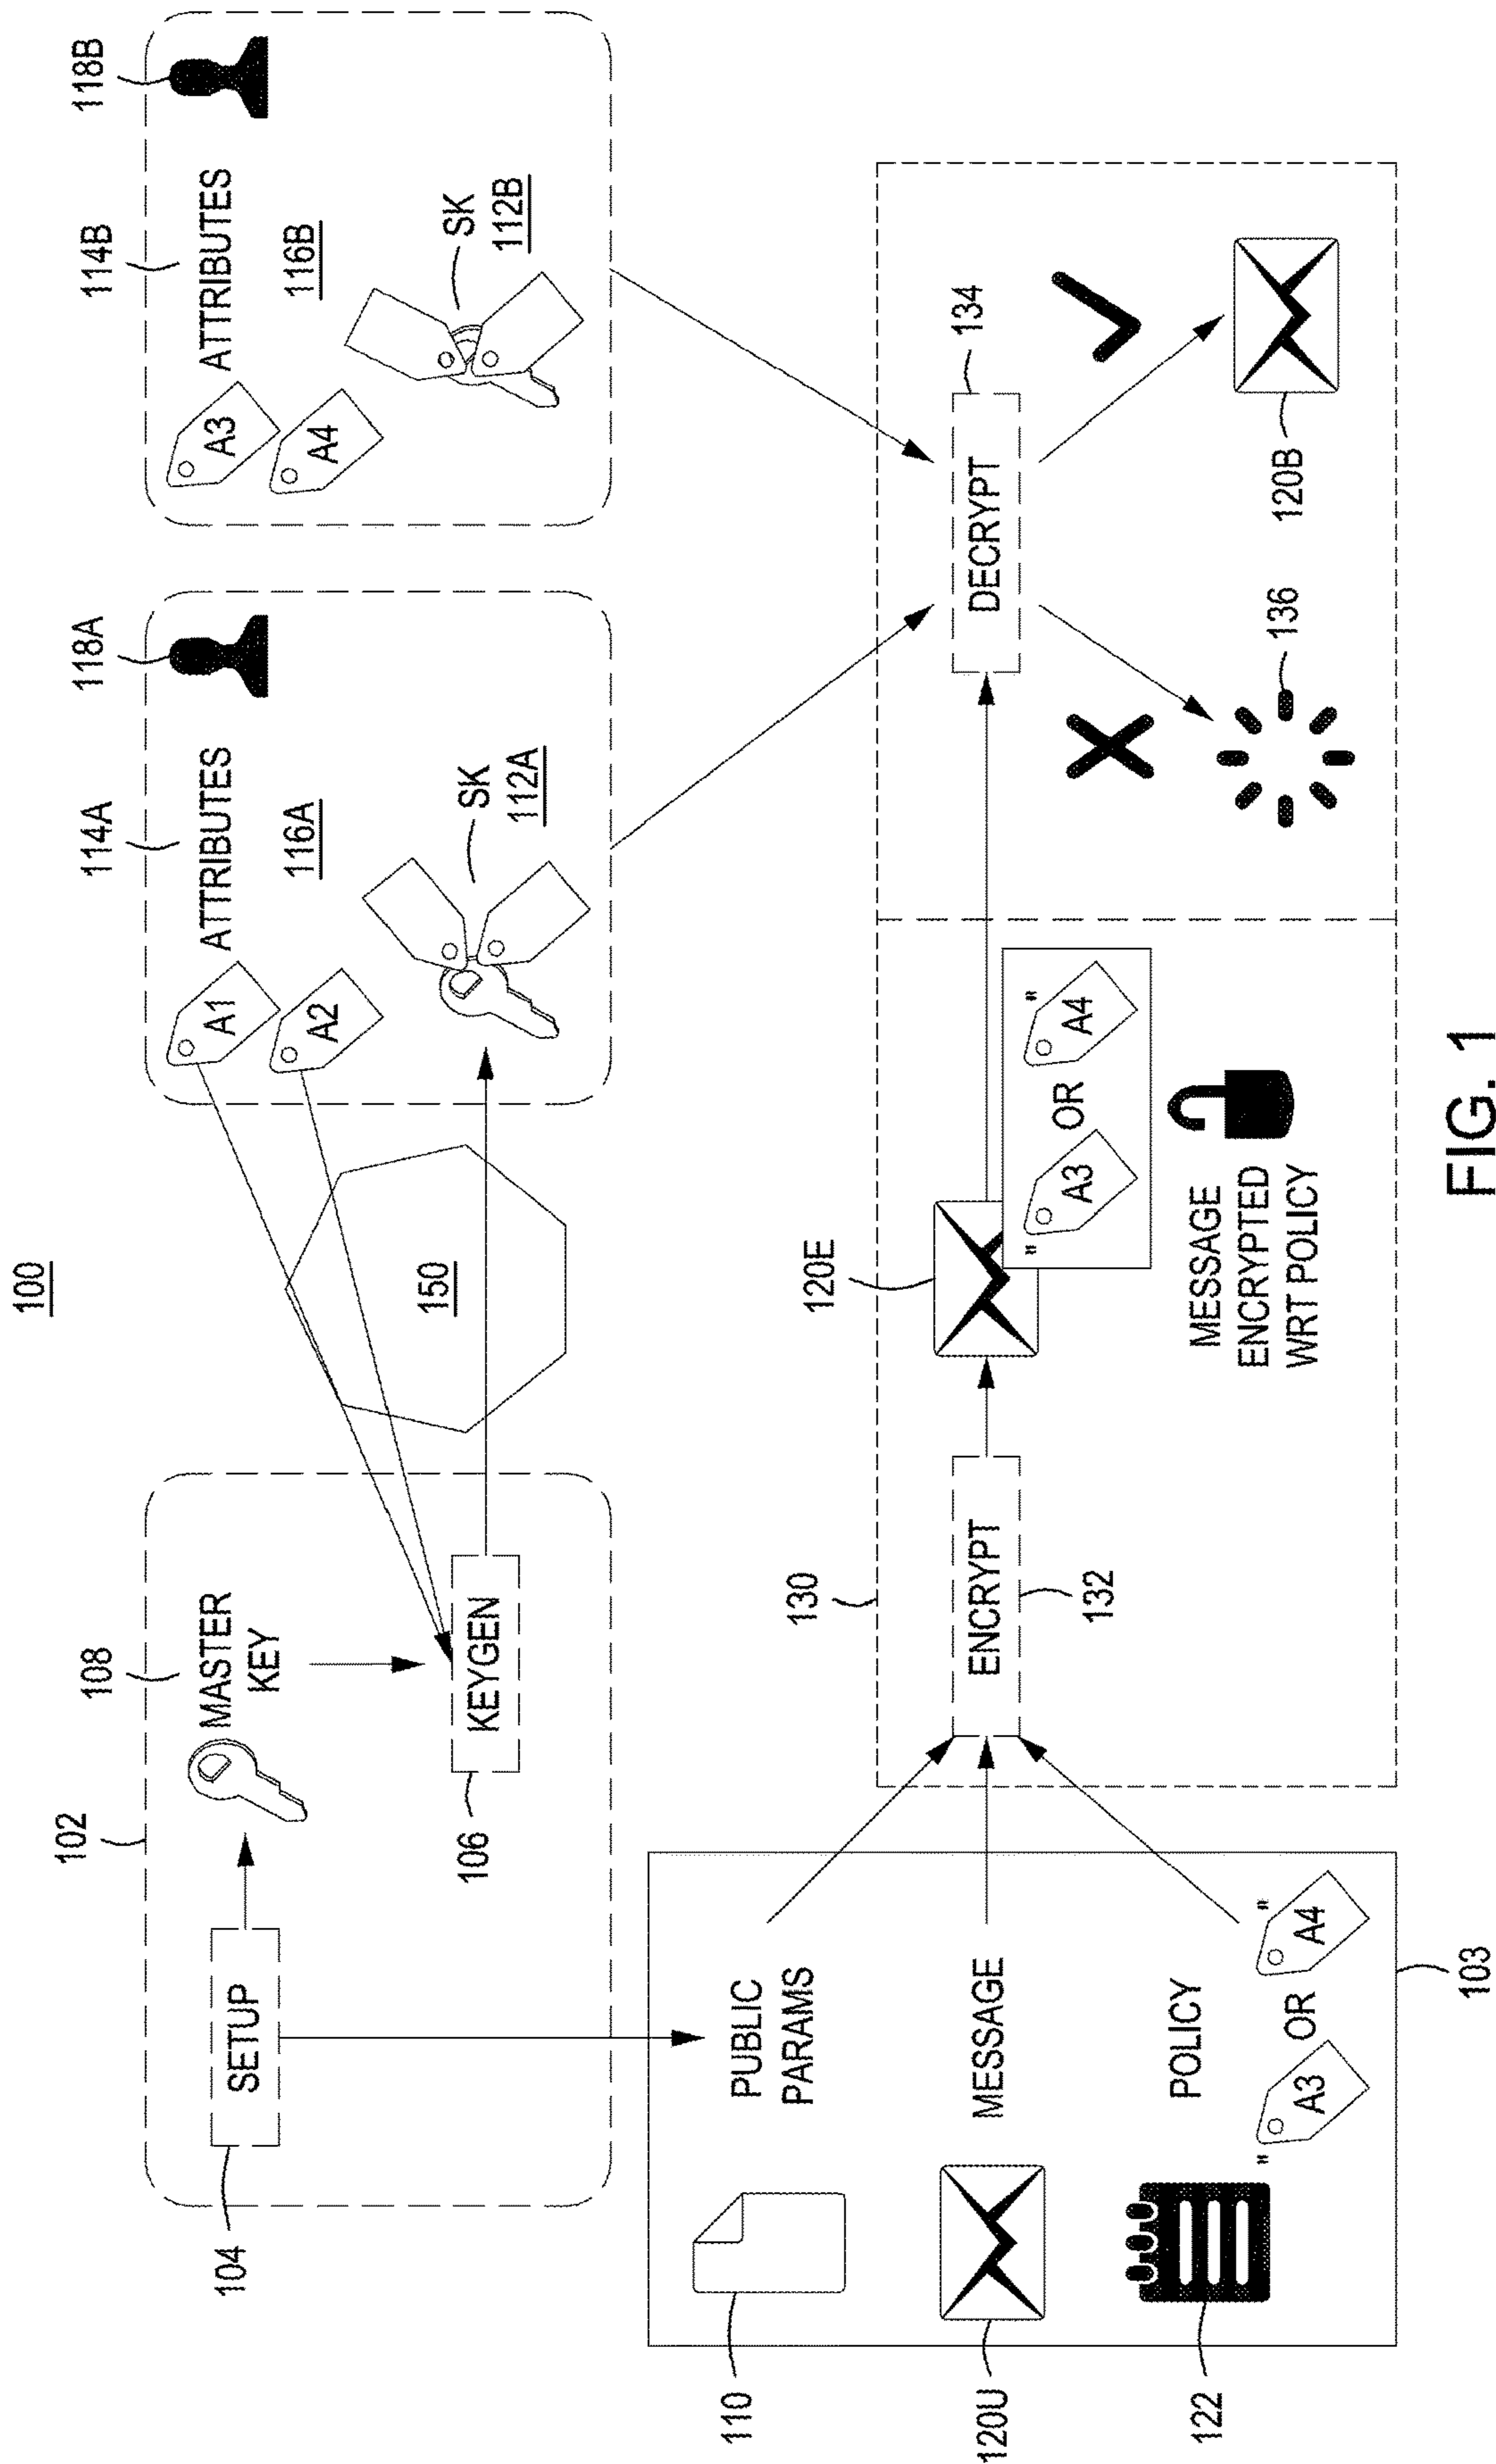 100
102
108
114A
118A
114B
118B
104
SETUP
MASTER
KEY
A1
ATTRIBUTES
A3
ATTRIBUTES
A2
116A
A4
116B
150
106
KEYGEN
SK
112A
SK
112B
110
PUBLIC
PARAMS
130
120E
120U
MESSAGE
ENCRYPT
132
DECRYPT
134
" A3 OR A4 "
122
POLICY
" A3 OR A4 "
103
MESSAGE
ENCRYPTED
WRT POLICY
136
120B
FIG. 1